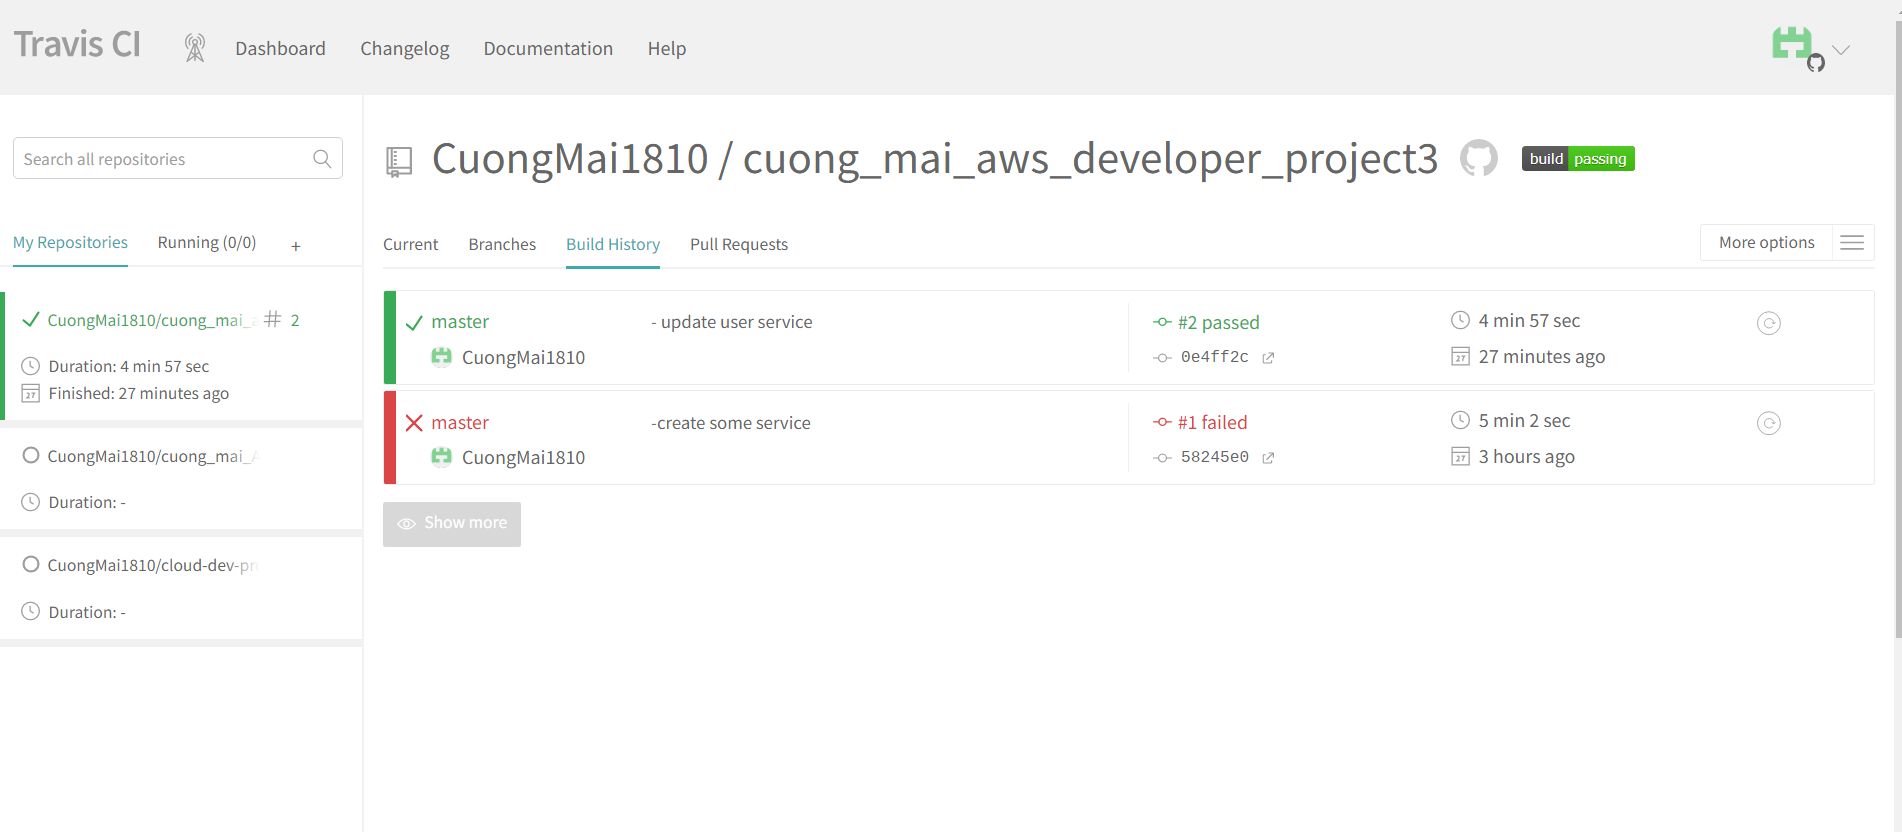 Travis CI
Dashboard
Changelog
Documentation
Help
Search all repositories
My Repositories
Running (0/0)
+
CuongMai1810/cuong_mai_
# 2
Duration: 4 min 57 sec
27
Finished: 27 minutes ago
CuongMai1810/cuong_mai_
Duration: -
CuongMai1810/cloud-dev-pr
Duration: -
CuongMai1810 / cuong_mai_aws_developer_project3
build passing
Current
Branches
Build History
Pull Requests
More options
master
- update user service
#2 passed
4 min 57 sec
CuongMai1810
0e4ff2c
27
27 minutes ago
master
-create some service
#1 failed
5 min 2 sec
CuongMai1810
58245e0
27
3 hours ago
Show more